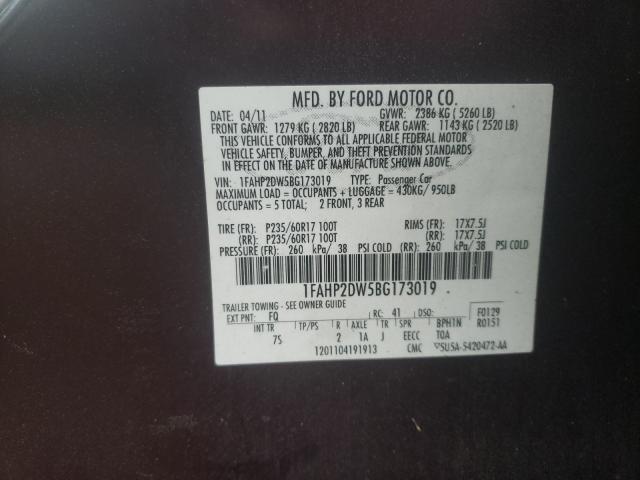 MFD. BY FORD MOTOR CO.
DATE: 04/11 GVWR: 2386 KG ( 5260 LB)
FRONT GAWR: 1279 KG ( 2820 LB) REAR GAWR: 1143 KG ( 2520 LB)
THIS VEHICLE CONFORMS TO ALL APPLICABLE FEDERAL MOTOR
VEHICLE SAFETY, BUMPER, AND THEFT PREVENTION STANDARDS
IN EFFECT ON THE DATE OF MANUFACTURE SHOWN ABOVE.
VIN: 1FAHP2DW5BG173019 TYPE: Passenger Car
MAXIMUM LOAD = OCCUPANTS + LUGGAGE = 430KG/ 950LB
OCCUPANTS = 5 TOTAL; 2 FRONT, 3 REAR
TIRE (FR): P235/60R17 100T RIMS (FR): 17X7.5J
(RR): P235/60R17 100T (RR): 17X7.5J
PRESSURE (FR): 260 kPa/ 38 PSI COLD (RR): 260 kPa/ 38 PSI COLD
1FAHP2DW5BG173019
TRAILER TOWING - SEE OWNER GUIDE
EXT PNT: FQ RC: 41 DSO: F0129
INT TR TP/PS R AXLE TR SPR BPH1N R0151
7S 2 1A J EECC TOA
1201104191913 CMC 5U5A-5420472-AA